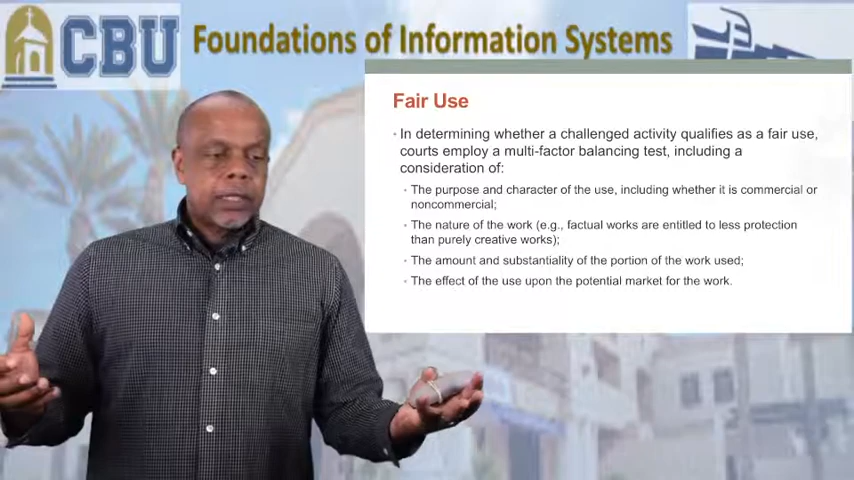 CBU
Foundations of Information Systems
Fair Use
In determining whether a challenged activity qualifies as a fair use,
courts employ a multi-factor balancing test, including a
consideration of:
The purpose and character of the use, including whether it is commercial or
noncommercial;
The nature of the work (e.g., factual works are entitled to less protection
than purely creative works);
The amount and substantiality of the portion of the work used;
The effect of the use upon the potential market for the work.